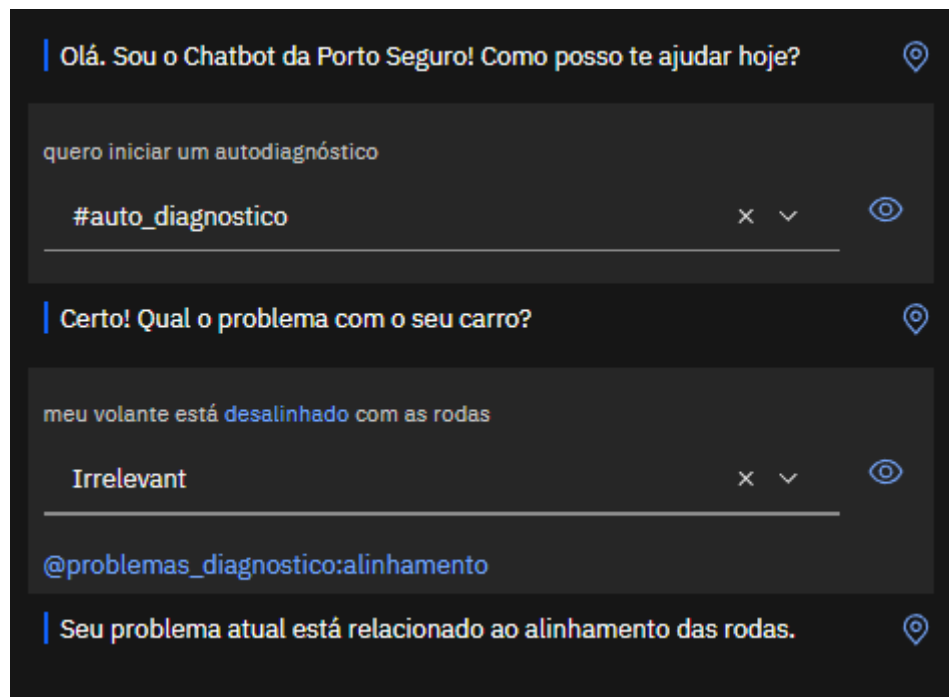 Olá. Sou o Chatbot da Porto Seguro! Como posso te ajudar hoje?
quero iniciar um autodiagnóstico
#auto_diagnostico
Certo! Qual o problema com o seu carro?
meu volante está desalinhado com as rodas
Irrelevant
@problemas_diagnostico:alinhamento
Seu problema atual está relacionado ao alinhamento das rodas.